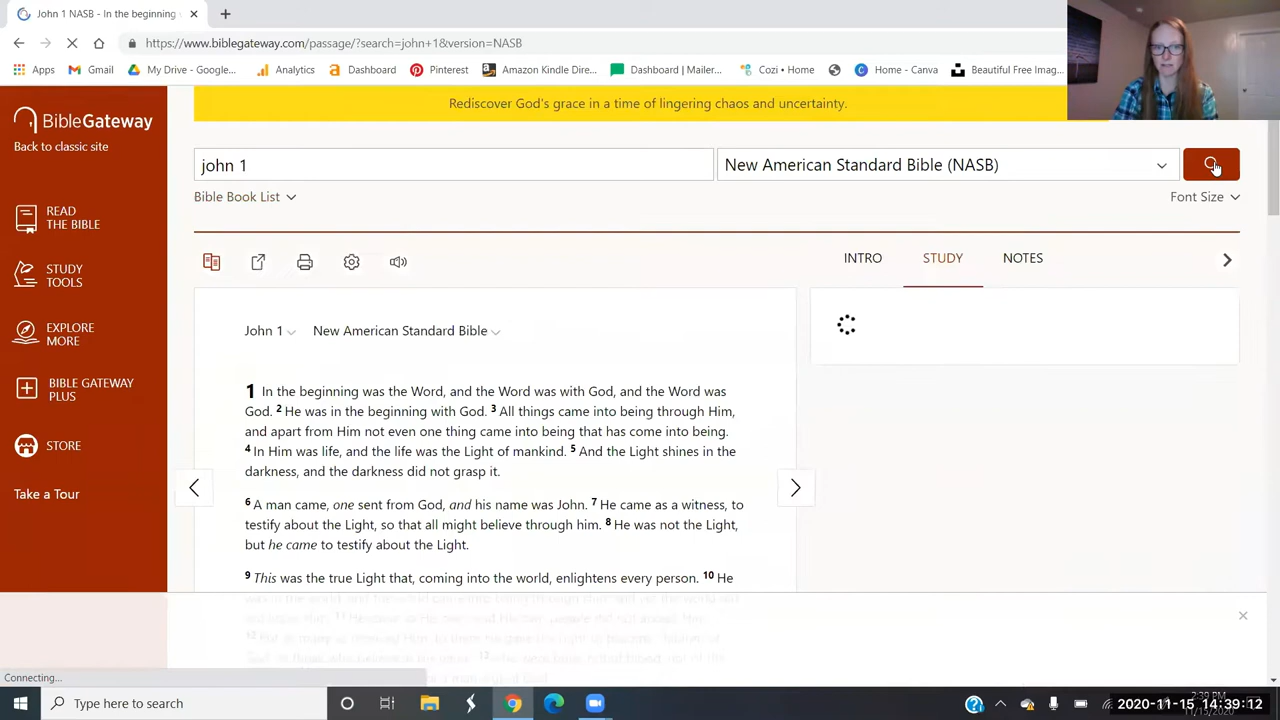 John 1 NASB - In the beginning
https://www.biblegateway.com/passage/?search=john+1&version=NASB
Apps Gmail My Drive - Google... Analytics Dashboard Pinterest Amazon Kindle Dire... Dashboard | Mailer... Cozi • Home Home - Canva Beautiful Free Imag...
Rediscover God's grace in a time of lingering chaos and uncertainty.
BibleGateway
Back to classic site
john 1 New American Standard Bible (NASB)
Bible Book List Font Size
READ
THE BIBLE
STUDY
TOOLS
EXPLORE
MORE
BIBLE GATEWAY
PLUS
STORE
Take a Tour
INTRO STUDY NOTES
John 1 New American Standard Bible
1 In the beginning was the Word, and the Word was with God, and the Word was
God. 2 He was in the beginning with God. 3 All things came into being through Him,
and apart from Him not even one thing came into being that has come into being.
4 In Him was life, and the life was the Light of mankind. 5 And the Light shines in the
darkness, and the darkness did not grasp it.
6 A man came, one sent from God, and his name was John. 7 He came as a witness, to
testify about the Light, so that all might believe through him. 8 He was not the Light,
but he came to testify about the Light.
9 This was the true Light that, coming into the world, enlightens every person. 10 He
Connecting...
Type here to search
2:39 PM
2020-11-15 14:39:12